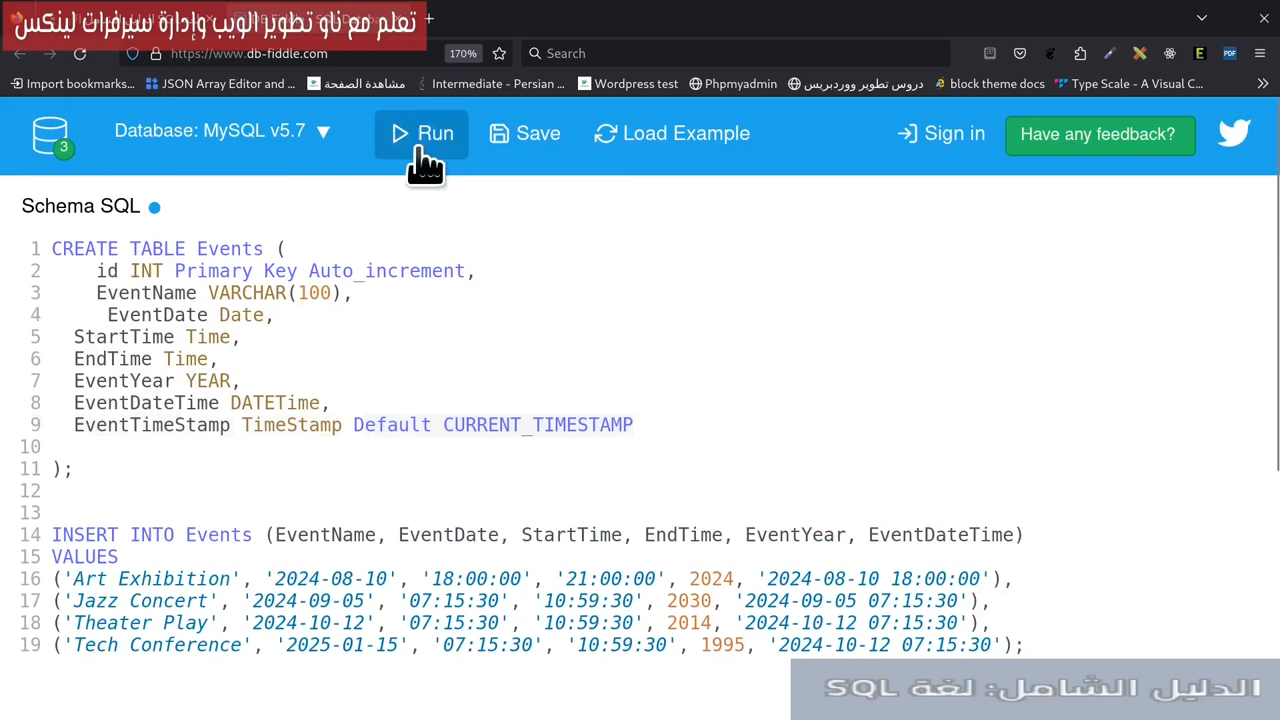 تعلم مع ناو تطوير الويب وإدارة سيرفرات لينكس
https://www.db-fiddle.com
170%
Search
Import bookmarks...
JSON Array Editor and ...
مشاهدة الصفحة
Intermediate - Persian ...
Wordpress test
Phpmyadmin
دروس تطوير ووردبريس
block theme docs
Type Scale - A Visual C...
3
Database: MySQL v5.7 ▼
Run
Save
Load Example
Sign in
Have any feedback?
Schema SQL
1 CREATE TABLE Events (
2 id INT Primary Key Auto_increment,
3 EventName VARCHAR(100),
4 EventDate Date,
5 StartTime Time,
6 EndTime Time,
7 EventYear YEAR,
8 EventDateTime DATETime,
9 EventTimeStamp TimeStamp Default CURRENT_TIMESTAMP
10
11 );
12
13
14 INSERT INTO Events (EventName, EventDate, StartTime, EndTime, EventYear, EventDateTime)
15 VALUES
16 ('Art Exhibition', '2024-08-10', '18:00:00', '21:00:00', 2024, '2024-08-10 18:00:00'),
17 ('Jazz Concert', '2024-09-05', '07:15:30', '10:59:30', 2030, '2024-09-05 07:15:30'),
18 ('Theater Play', '2024-10-12', '07:15:30', '10:59:30', 2014, '2024-10-12 07:15:30'),
19 ('Tech Conference', '2025-01-15', '07:15:30', '10:59:30', 1995, '2024-10-12 07:15:30');
الدليل الشامل: لغة SQL